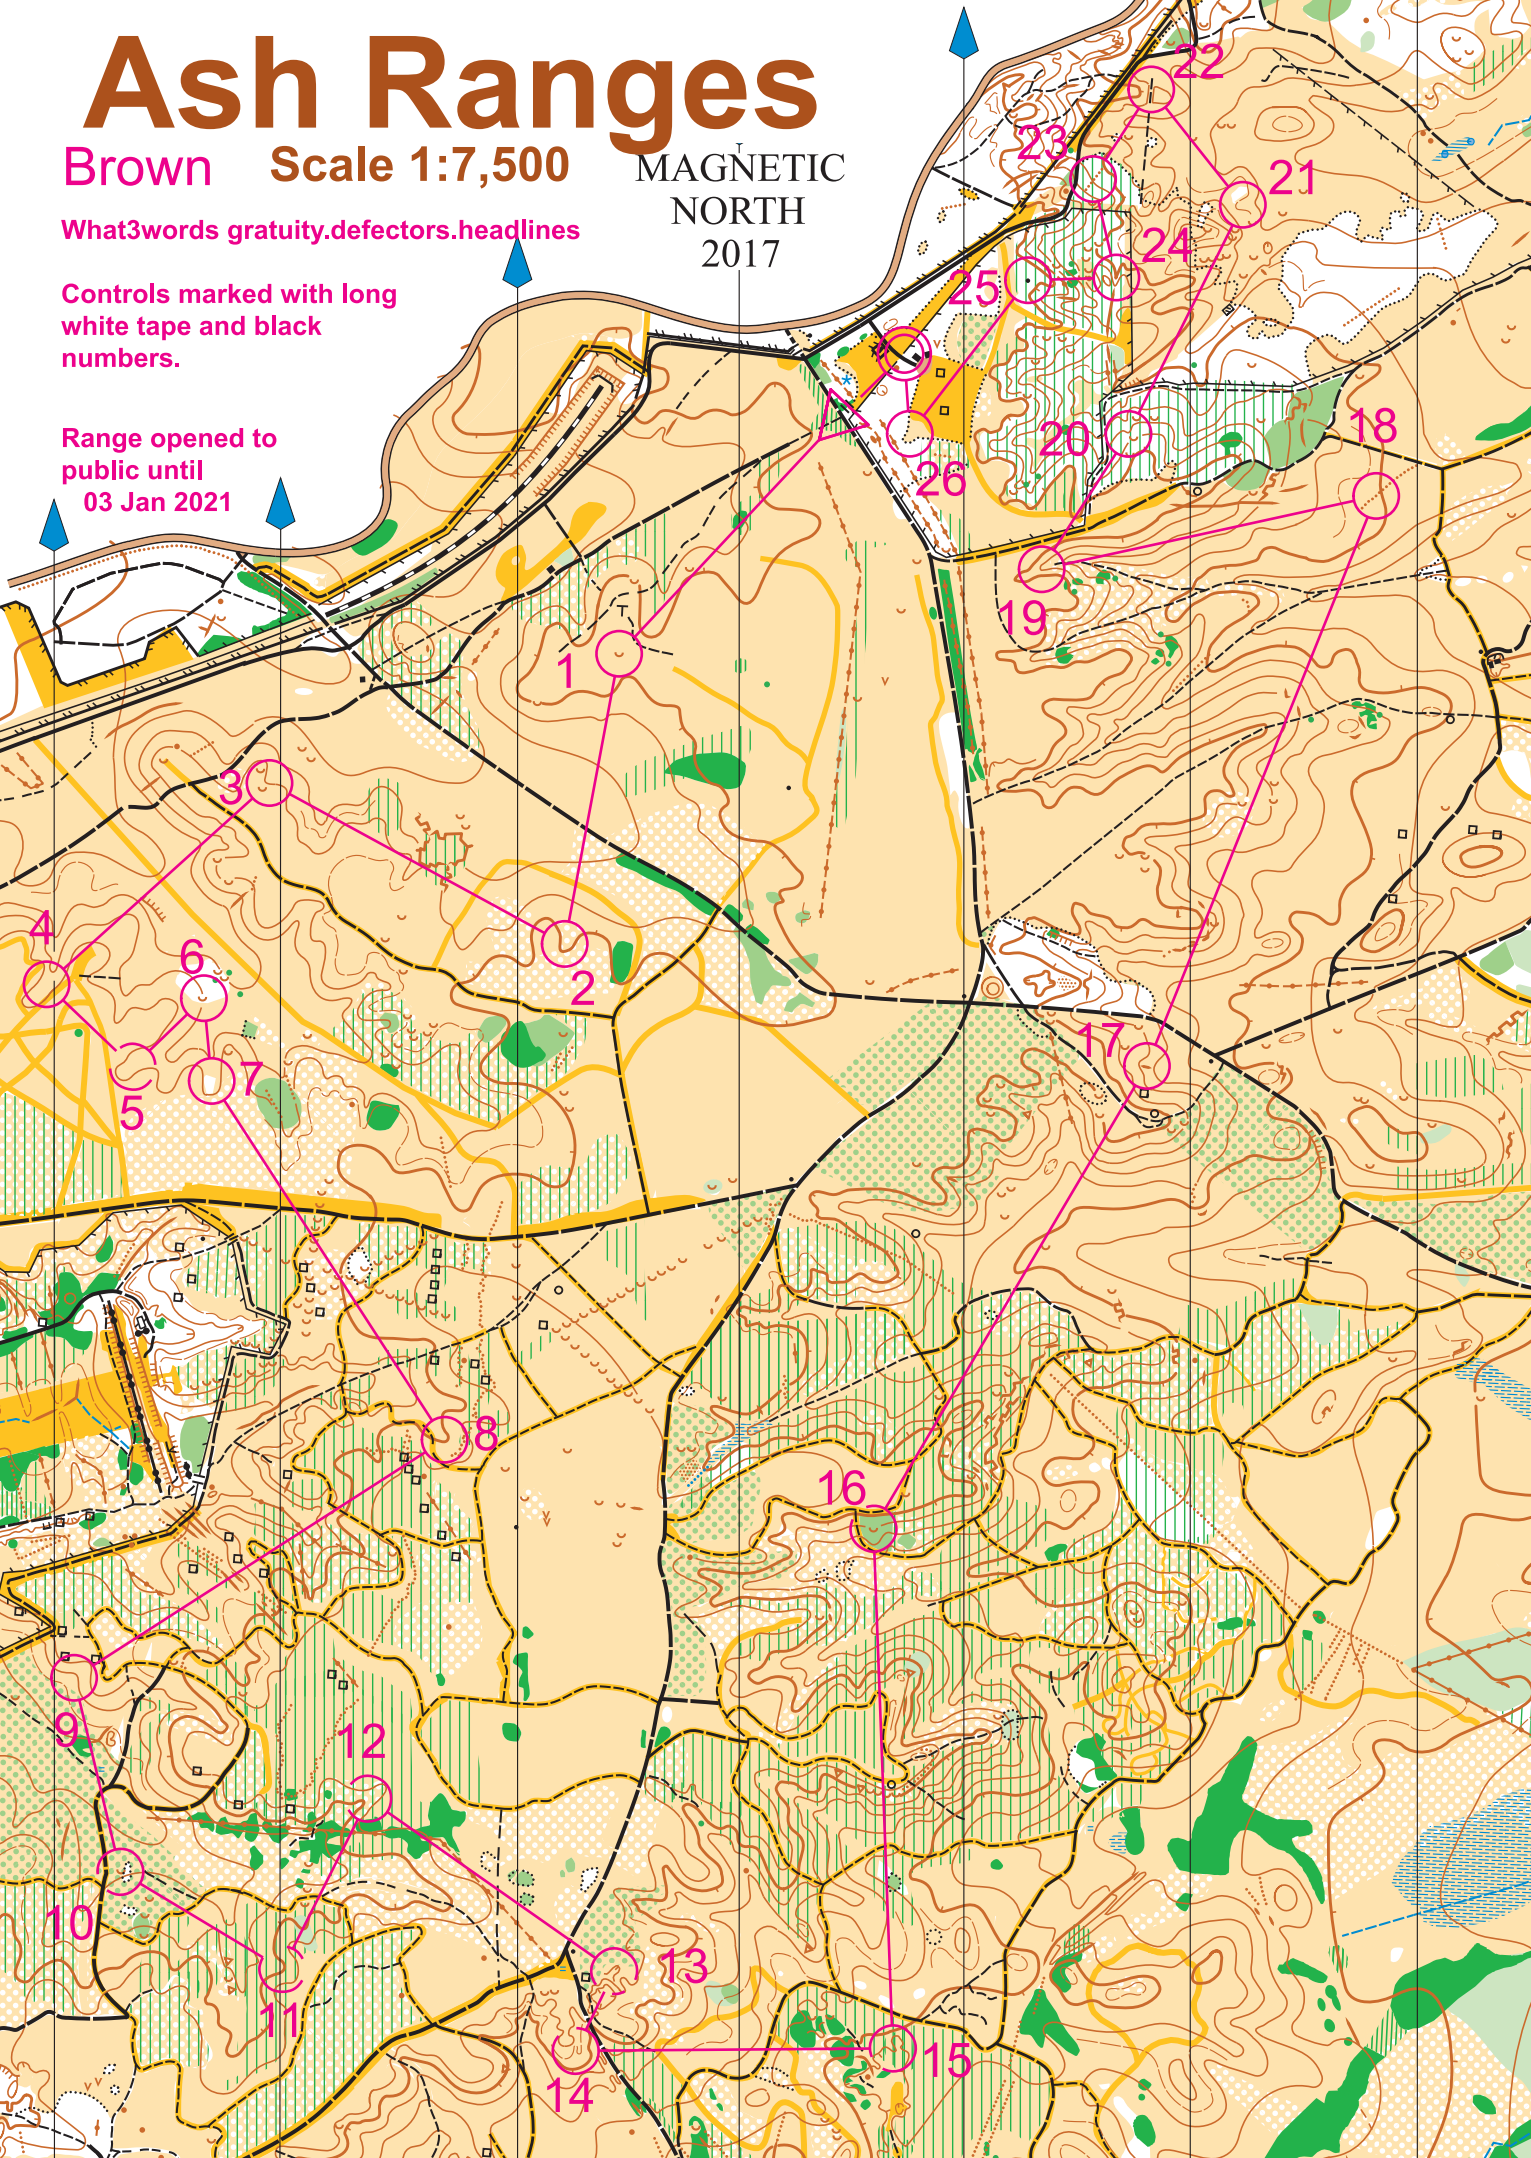 Ash Ranges
Brown Scale 1:7,500
MAGNETIC
NORTH
2017
What3words gratuity.defectors.headlines
Controls marked with long
white tape and black
numbers.
Range opened to
public until
03 Jan 2021
22
23
21
24
25
18
20
26
19
1
3
4
6
2
17
7
5
8
16
9
12
10
13
11
15
14